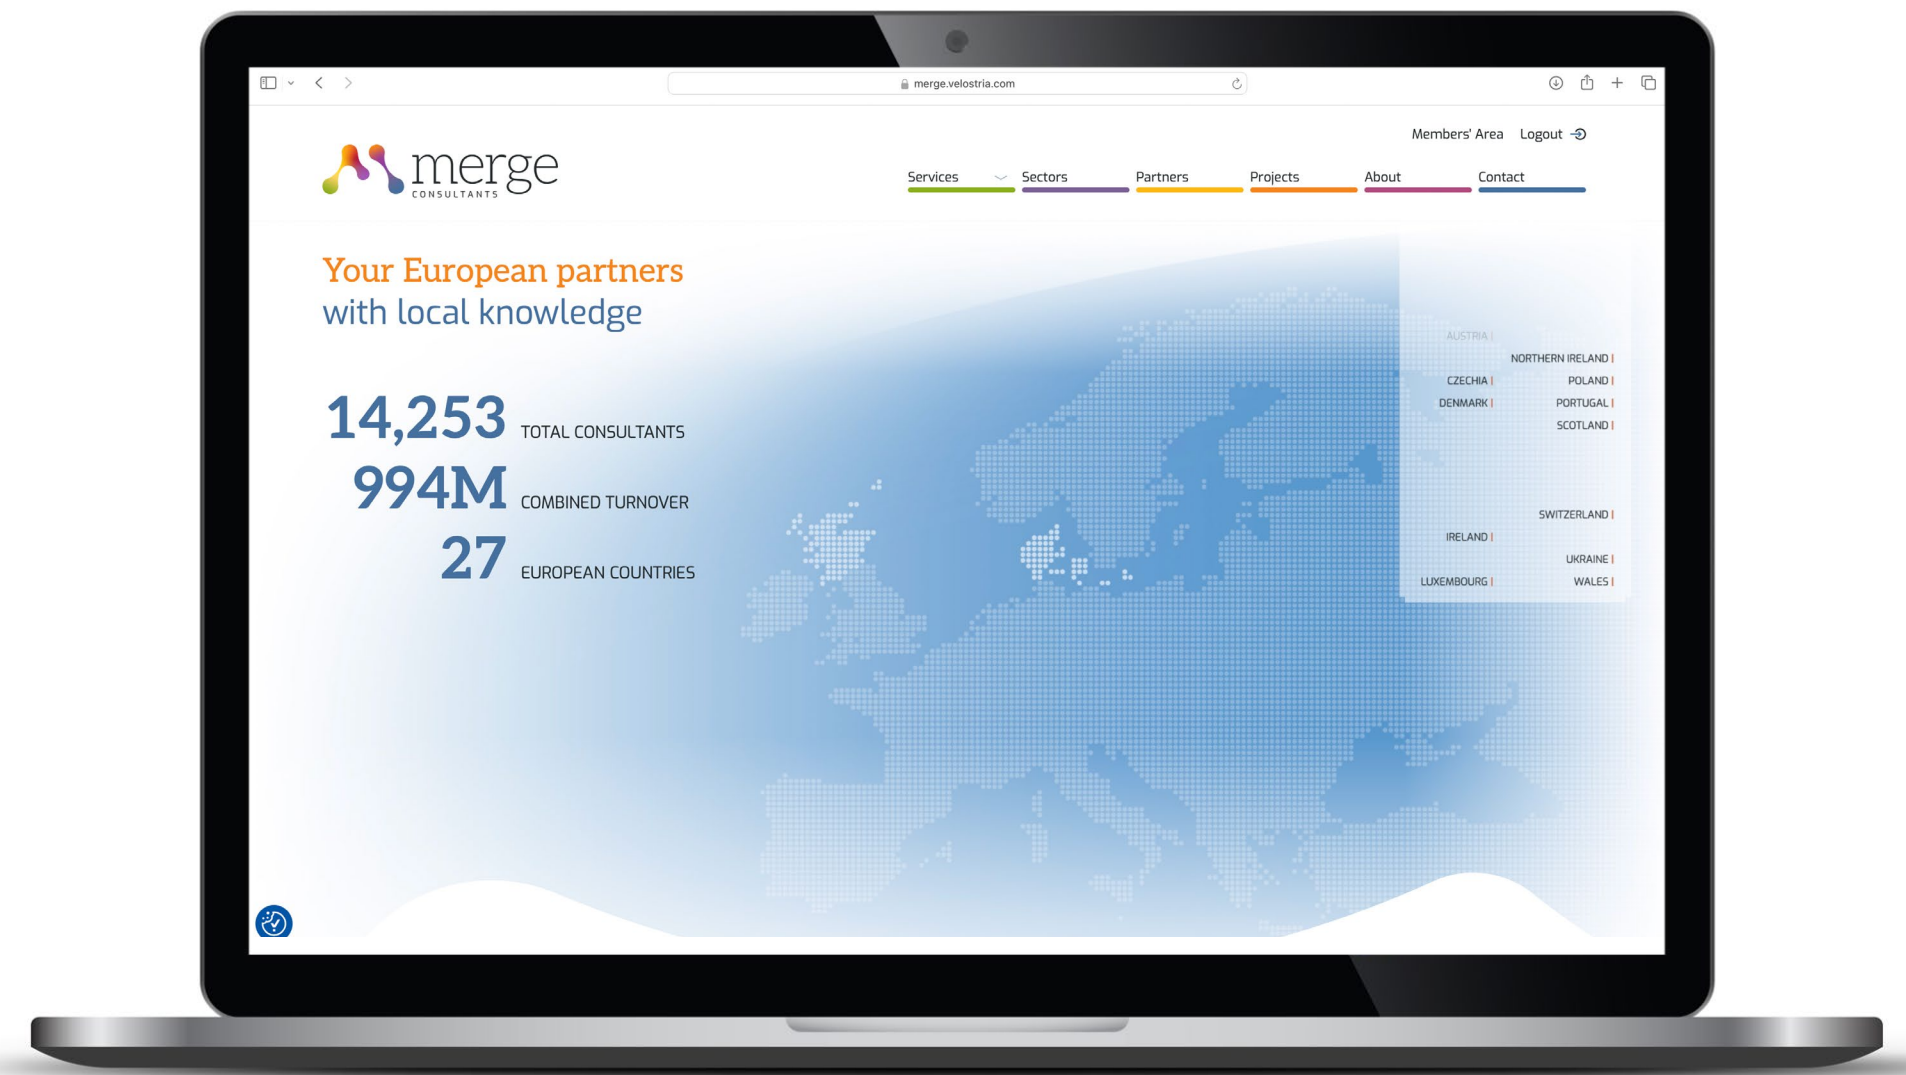 merge.velostria.com
Members' Area Logout
merge
CONSULTANTS
Services Sectors Partners Projects About Contact
Your European partners
with local knowledge
14,253 TOTAL CONSULTANTS
994M COMBINED TURNOVER
27 EUROPEAN COUNTRIES
AUSTRIA |
NORTHERN IRELAND |
CZECHIA | POLAND |
DENMARK | PORTUGAL |
SCOTLAND |
SWITZERLAND |
IRELAND |
UKRAINE |
LUXEMBOURG | WALES |